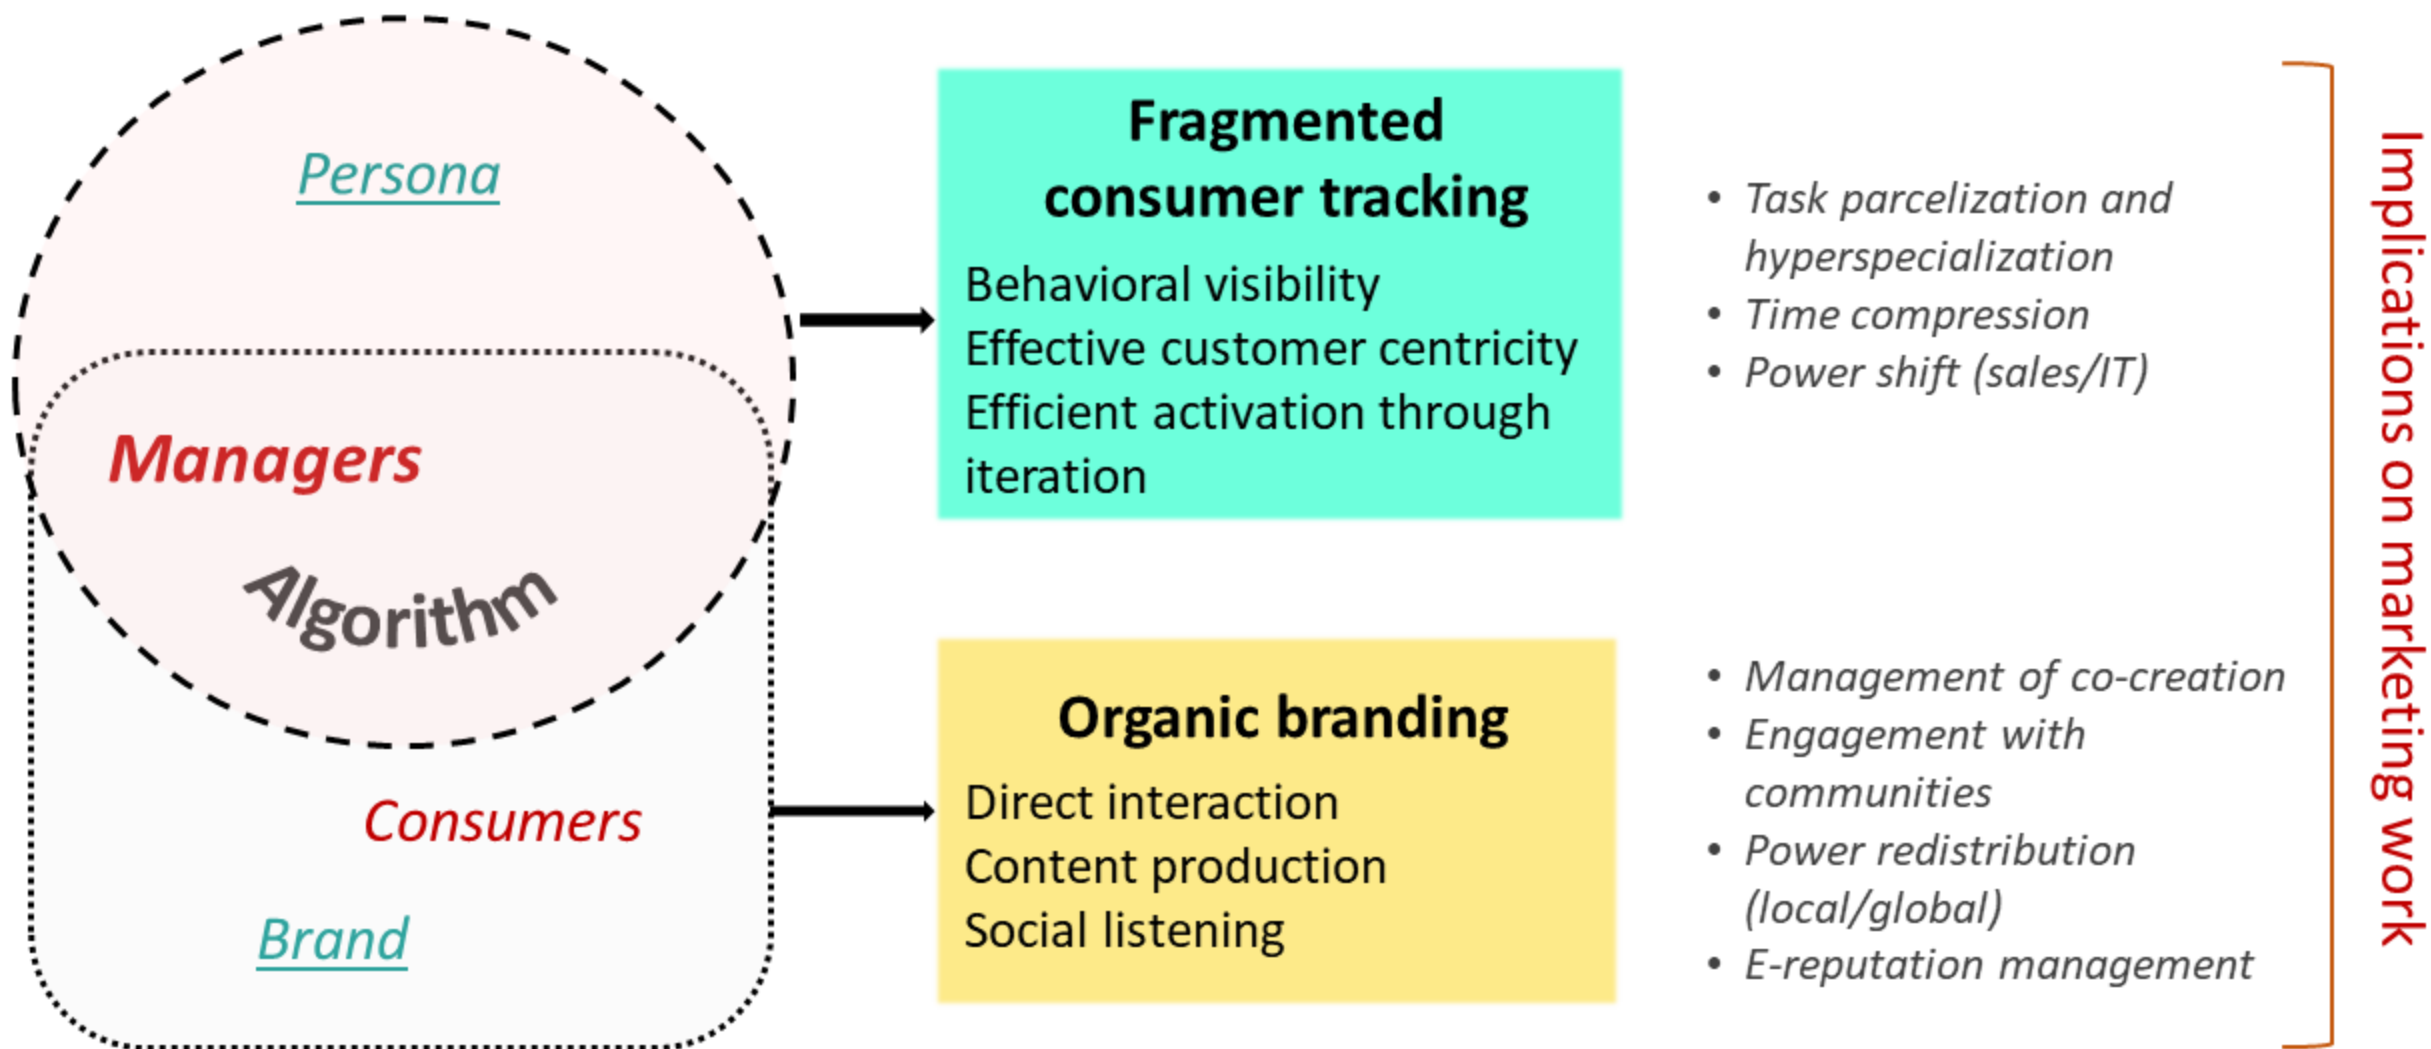 Persona
Managers
Algorithm
Consumers
Brand
Fragmented
consumer tracking
Behavioral visibility
Effective customer centricity
Efficient activation through
iteration
Organic branding
Direct interaction
Content production
Social listening
• Task parcelization and
hyperspecialization
• Time compression
• Power shift (sales/IT)
• Management of co-creation
• Engagement with
communities
• Power redistribution
(local/global)
• E-reputation management
Implications on marketing work